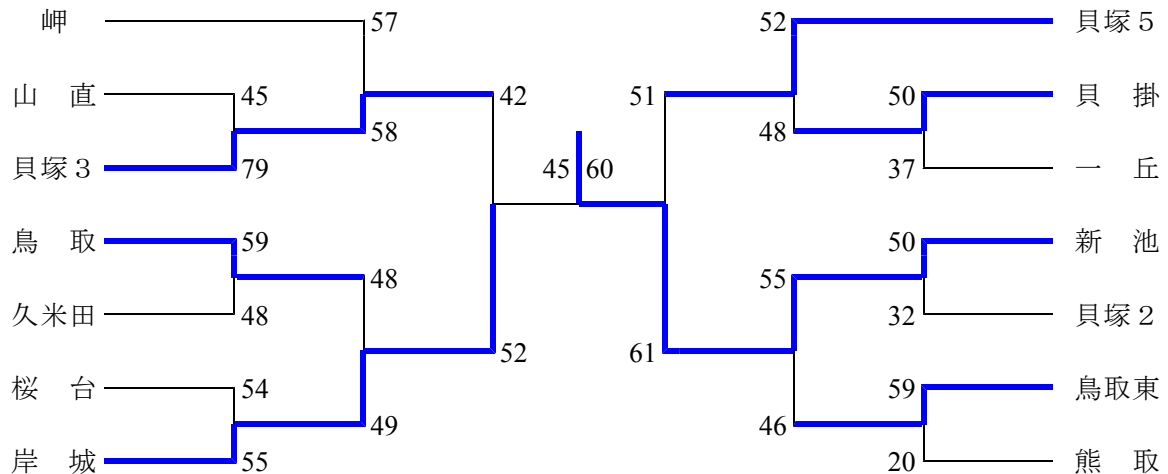 岬 57 52 貝塚５
山 直 45 42 51 50 貝 掛
58 48
貝塚３ 79 45 60 37 一 丘
鳥 取 59 50 新 池
48 55
久米田 48 32 貝塚２
52 61
桜 台 54 59 鳥取東
49 46
岸 城 55 20 熊 取